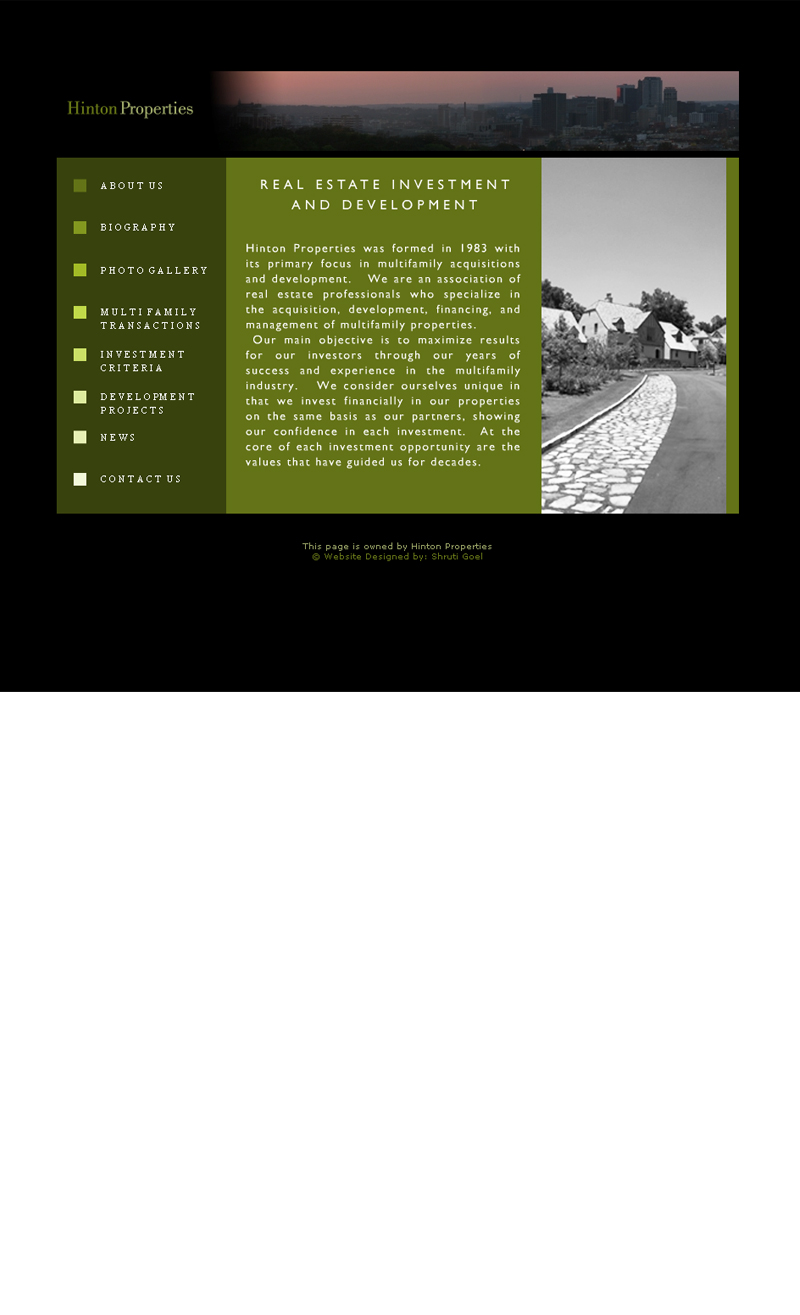 Hinton Properties
ABOUT US
BIOGRAPHY
PHOTO GALLERY
MULTI FAMILY
TRANSACTIONS
INVESTMENT
CRITERIA
DEVELOPMENT
PROJECTS
NEWS
CONTACT US
REAL ESTATE INVESTMENT
AND DEVELOPMENT
Hinton Properties was formed in 1983 with
its primary focus in multifamily acquisitions
and development. We are an association of
real estate professionals who specialize in
the acquisition, development, financing, and
management of multifamily properties.
Our main objective is to maximize results
for our investors through our years of
success and experience in the multifamily
industry. We consider ourselves unique in
that we invest financially in our properties
on the same basis as our partners, showing
our confidence in each investment. At the
core of each investment opportunity are the
values that have guided us for decades.
This page is owned by Hinton Properties
© Website Designed by: Shruti Goel